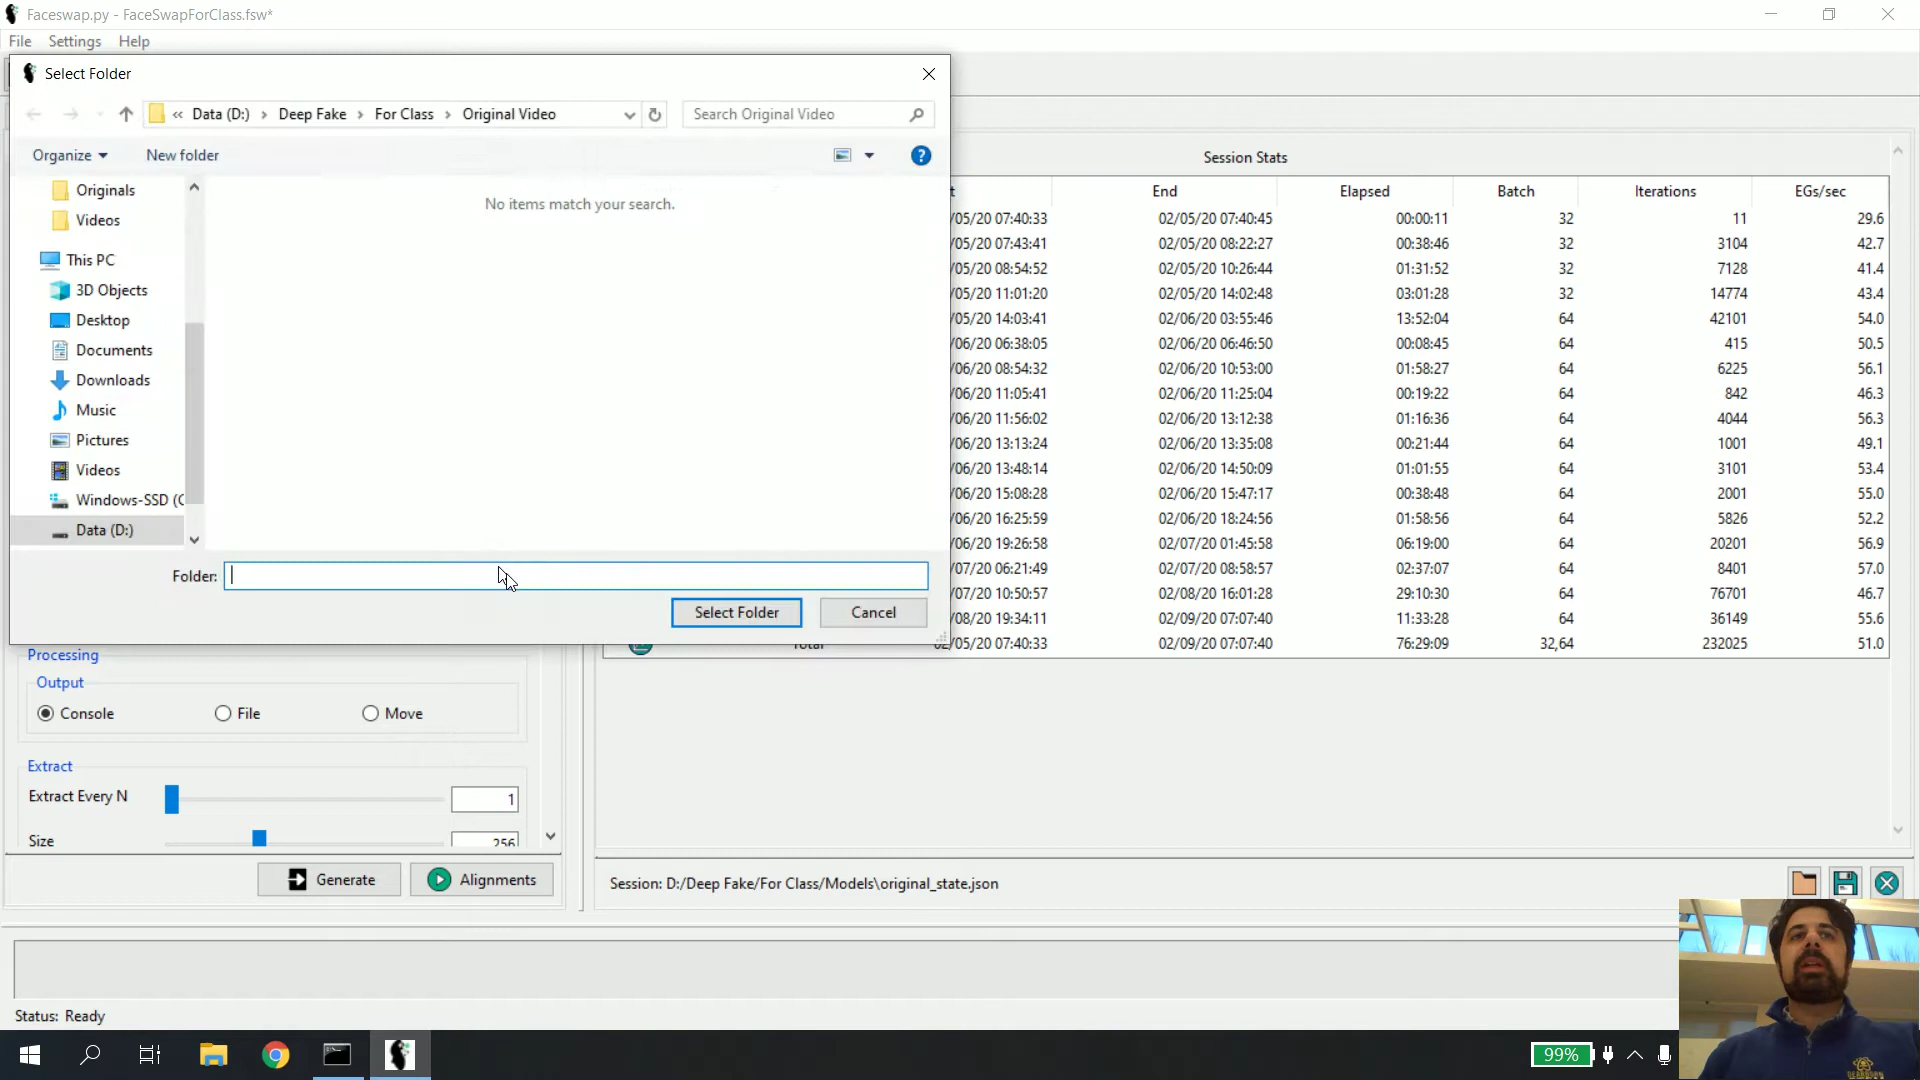 Faceswap.py - FaceSwapForClass.fsw*
File Settings Help
Select Folder
« Data (D:) › Deep Fake › For Class › Original Video
Search Original Video
Organize New folder
?
Originals
Videos
This PC
3D Objects
Desktop
Documents
Downloads
Music
Pictures
Videos
Windows-SSD (C
Data (D:)
No items match your search.
Folder:
Select Folder Cancel
Session Stats
t End Elapsed Batch Iterations EGs/sec
/05/20 07:40:33 02/05/20 07:40:45 00:00:11 32 11 29.6
/05/20 07:43:41 02/05/20 08:22:27 00:38:46 32 3104 42.7
/05/20 08:54:52 02/05/20 10:26:44 01:31:52 32 7128 41.4
/05/20 11:01:20 02/05/20 14:02:48 03:01:28 32 14774 43.4
/05/20 14:03:41 02/06/20 03:55:46 13:52:04 64 42101 54.0
/06/20 06:38:05 02/06/20 06:46:50 00:08:45 64 415 50.5
/06/20 08:54:32 02/06/20 10:53:00 01:58:27 64 6225 56.1
/06/20 11:05:41 02/06/20 11:25:04 00:19:22 64 842 46.3
/06/20 11:56:02 02/06/20 13:12:38 01:16:36 64 4044 56.3
/06/20 13:13:24 02/06/20 13:35:08 00:21:44 64 1001 49.1
/06/20 13:48:14 02/06/20 14:50:09 01:01:55 64 3101 53.4
/06/20 15:08:28 02/06/20 15:47:17 00:38:48 64 2001 55.0
/06/20 16:25:59 02/06/20 18:24:56 01:58:56 64 5826 52.2
/06/20 19:26:58 02/07/20 01:45:58 06:19:00 64 20201 56.9
/07/20 06:21:49 02/07/20 08:58:57 02:37:07 64 8401 57.0
/07/20 10:50:57 02/08/20 16:01:28 29:10:30 64 76701 46.7
/08/20 19:34:11 02/09/20 07:07:40 11:33:28 64 36149 55.6
Total 02/05/20 07:40:33 02/09/20 07:07:40 76:29:09 32,64 232025 51.0
Processing
Output
Console File Move
Extract
Extract Every N 1
Size 256
Generate Alignments
Session: D:/Deep Fake/For Class/Models\original_state.json
Status: Ready
99%